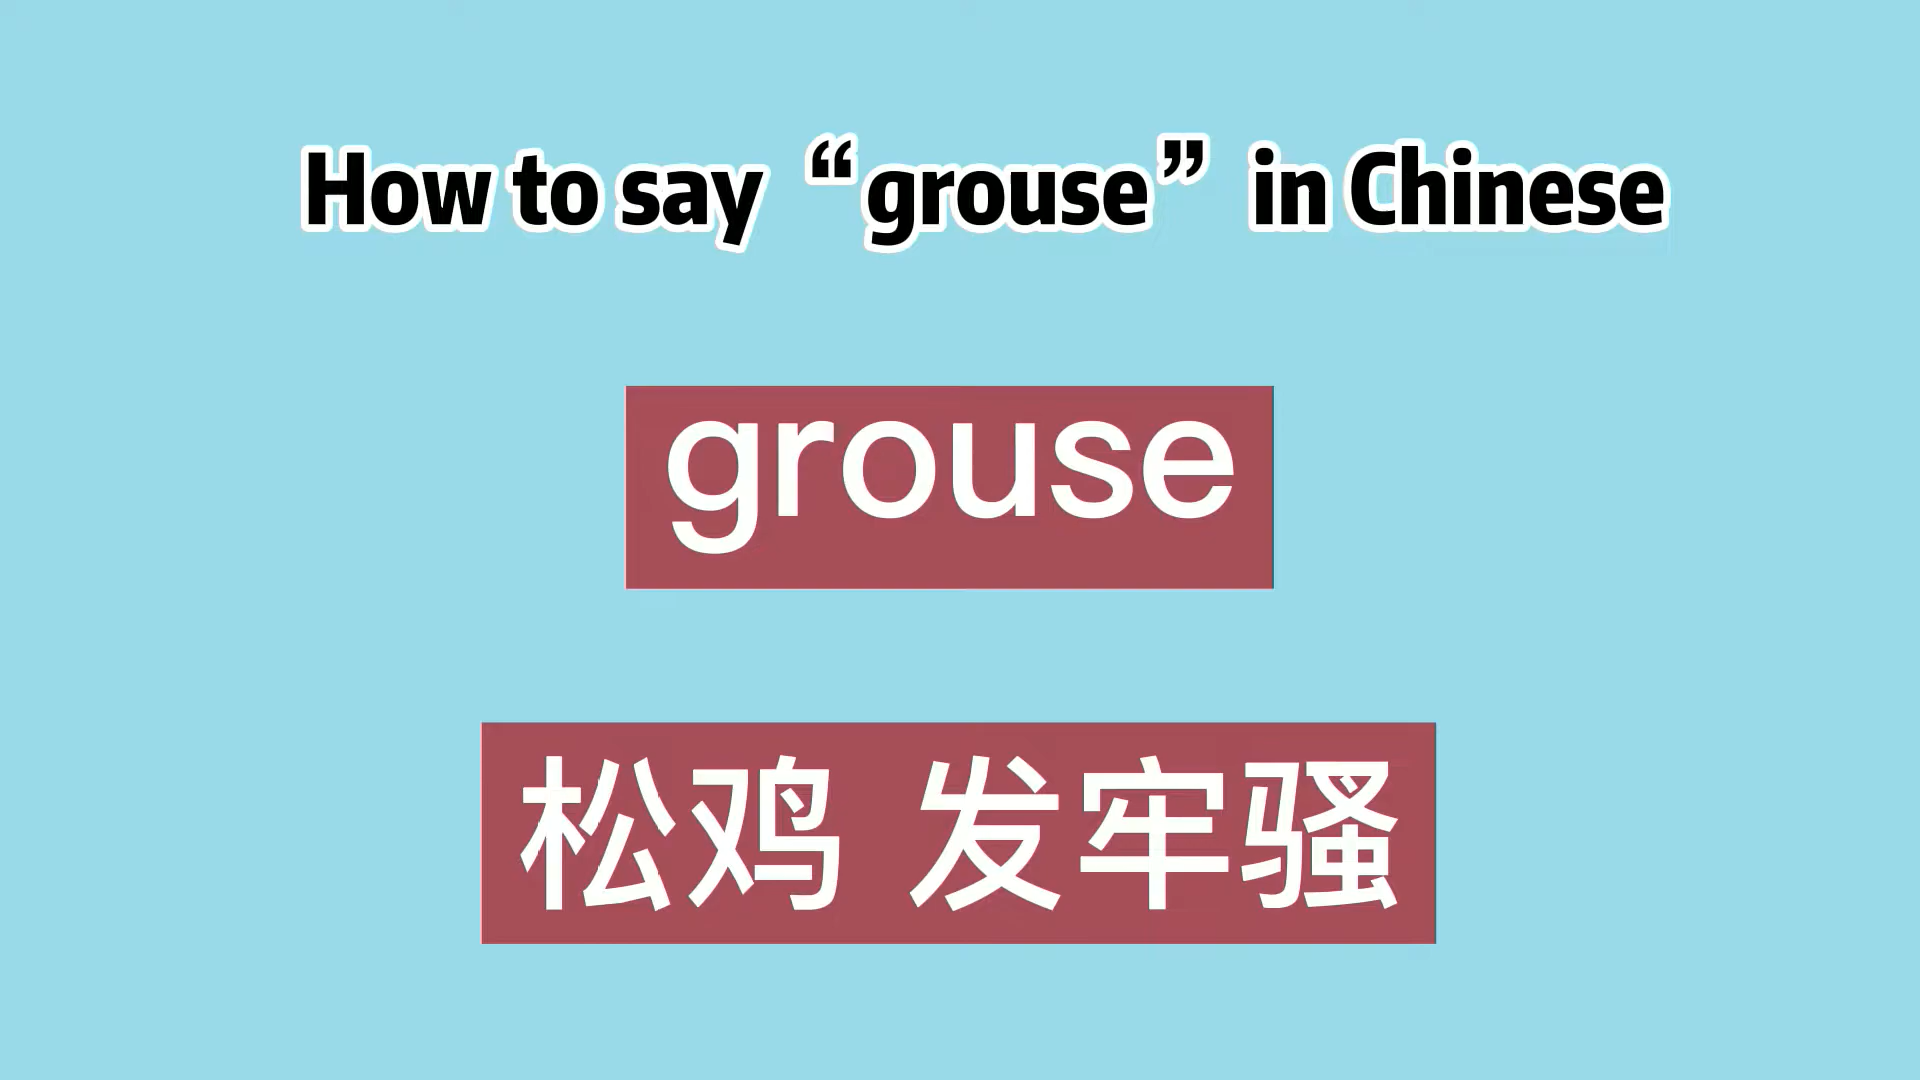 How to say “grouse” in Chinese
grouse
松鸡 发牢骚